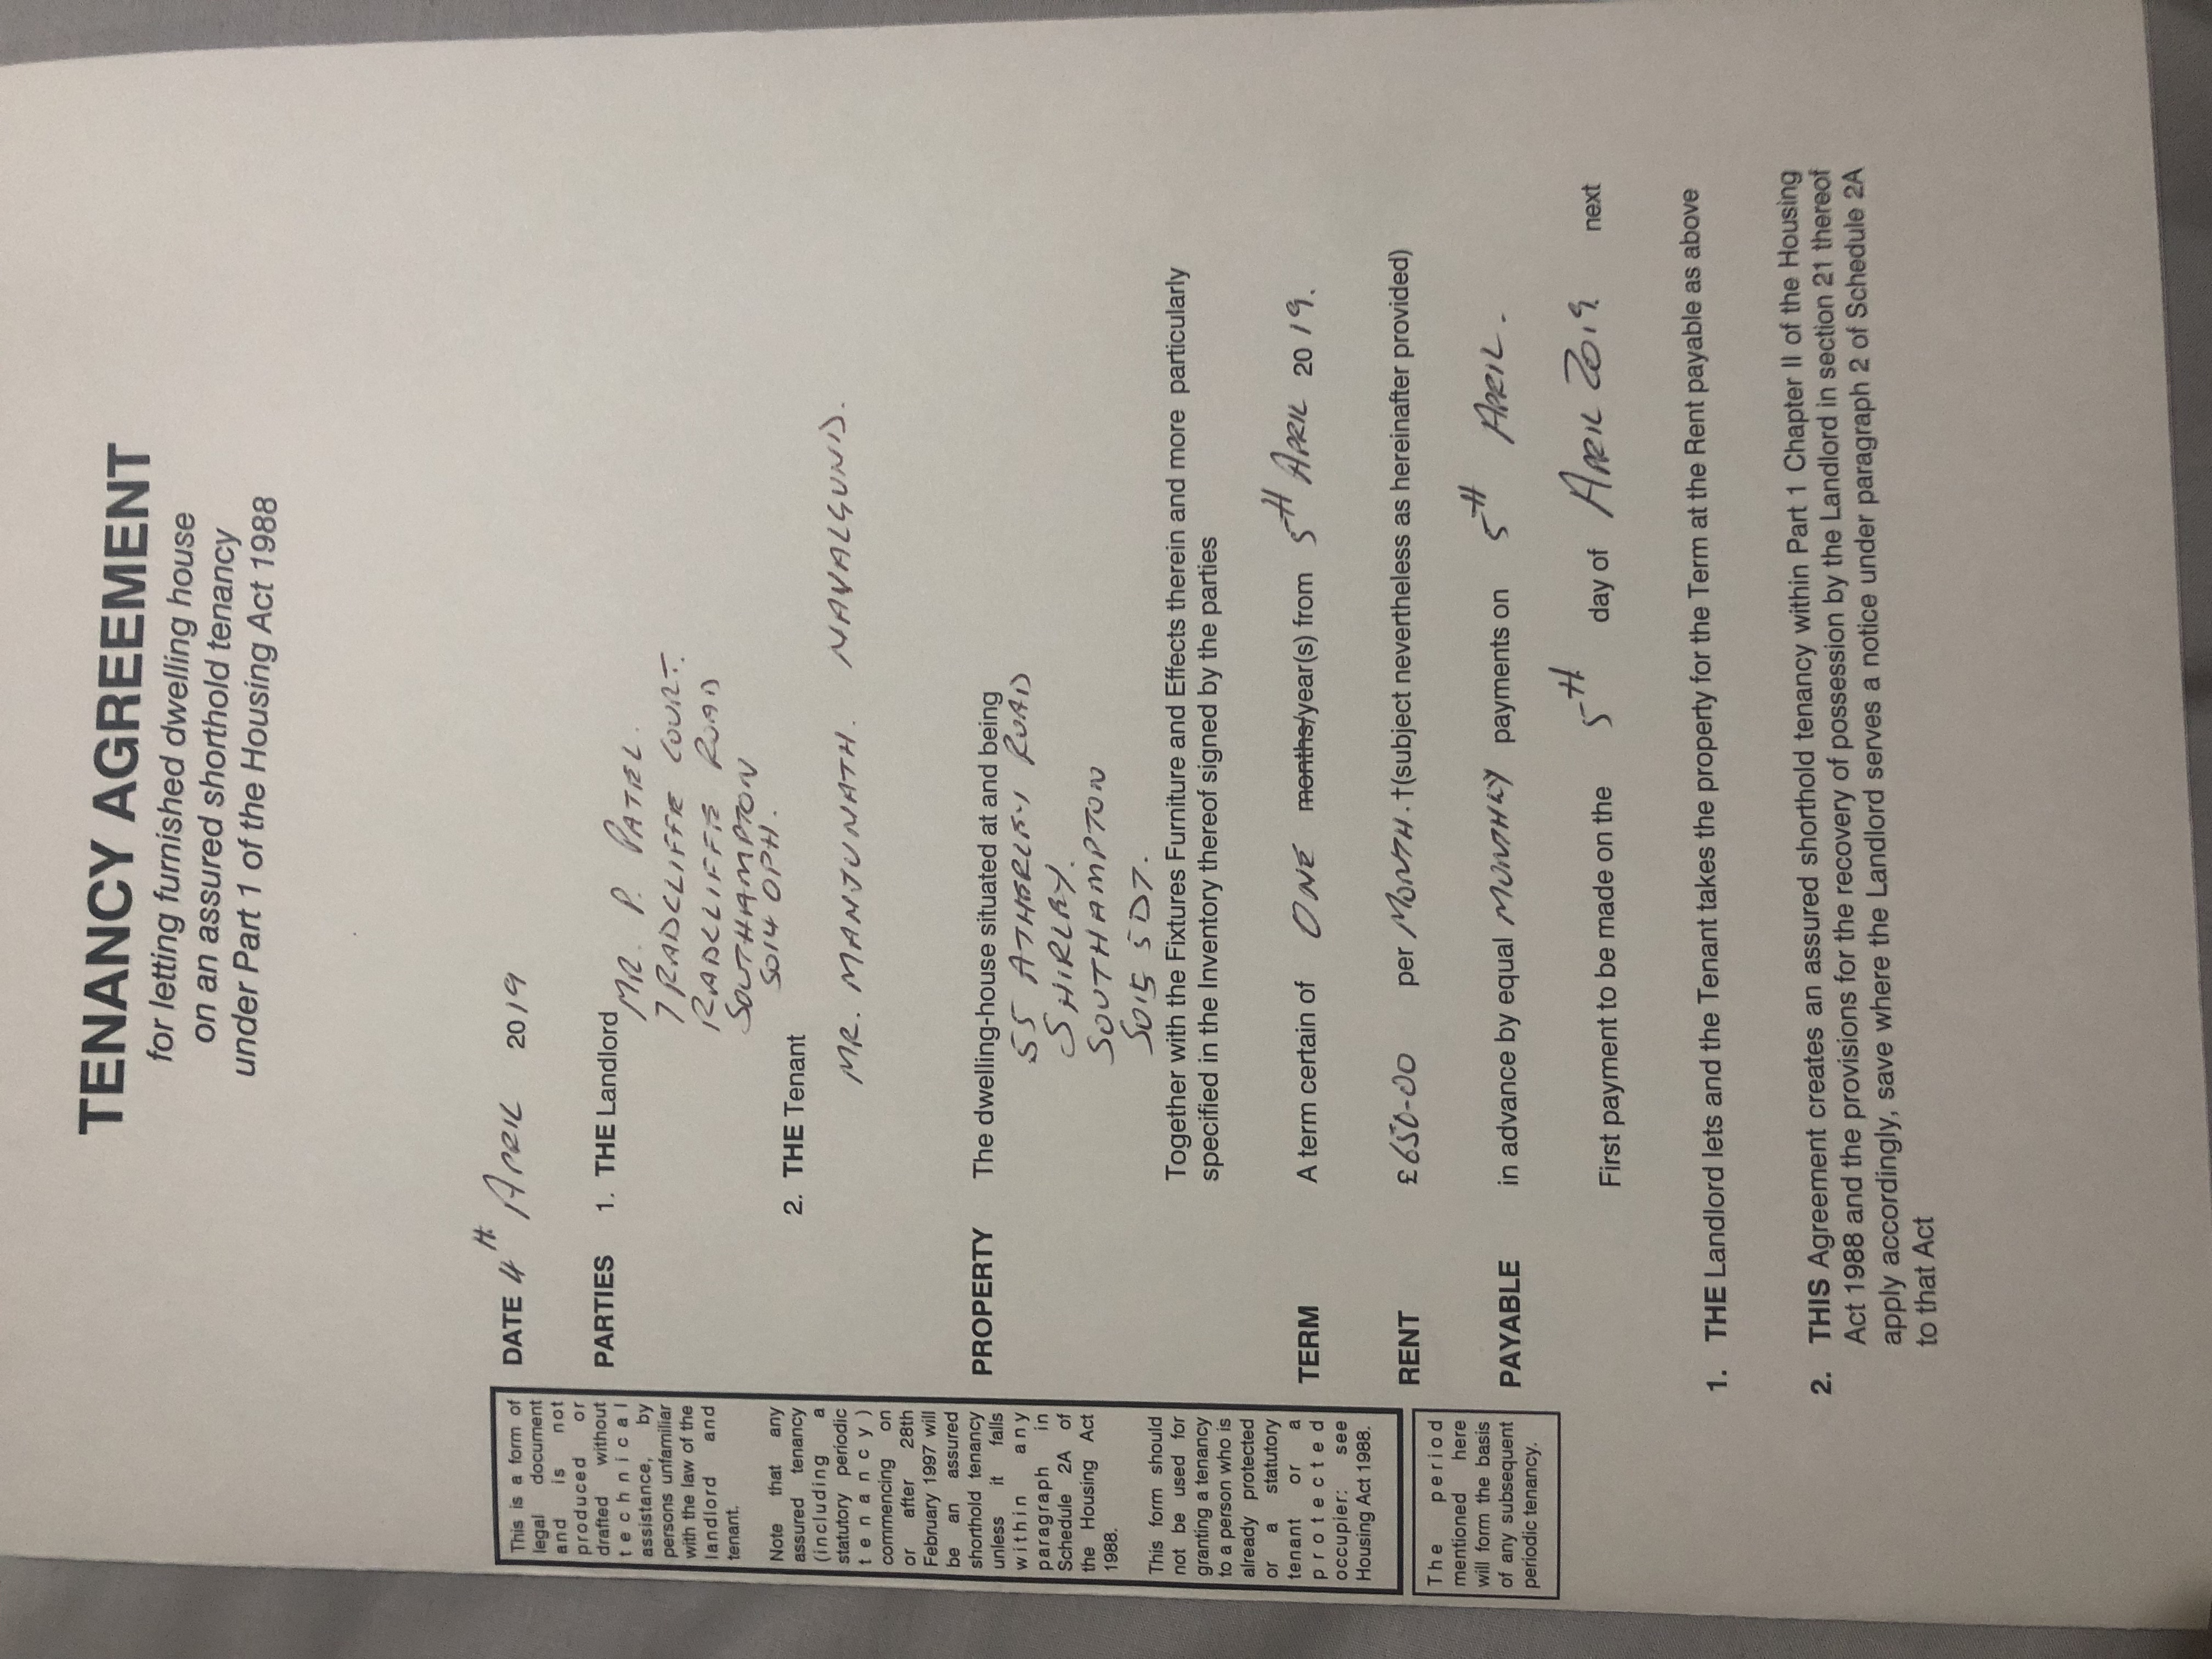 TENANCY AGREEMENT
for letting furnished dwelling house
on an assured shorthold tenancy
under Part 1 of the Housing Act 1988
This is a form of
legal document
and is not
produced or
drafted without
technical
assistance, by
persons unfamiliar
with the law of the
landlord and
tenant.
Note that any
assured tenancy
(including a
statutory periodic
tenancy)
commencing on
or after 28th
February 1997 will
be an assured
shorthold tenancy
unless it falls
within any
paragraph in
Schedule 2A of
the Housing Act
1988.
This form should
not be used for
granting a tenancy
to a person who is
already protected
or a statutory
tenant or a
protected
occupier: see
Housing Act 1988.
The period
mentioned here
will form the basis
of any subsequent
periodic tenancy.
DATE 4TH APRIL 2019
PARTIES 1. THE Landlord
MR. P. PATEL.
7 RADCLIFFE COURT.
RADCLIFFE ROAD
SOUTHAMPTON
SO14 0PH.
2. THE Tenant
MR. MANJUNATH. NAVALGUND.
PROPERTY The dwelling-house situated at and being
55 ATHERLEY ROAD
SHIRLEY.
SOUTHAMPTON
SO15 5DT.
Together with the Fixtures Furniture and Effects therein and more particularly
specified in the Inventory thereof signed by the parties
TERM A term certain of ONE months/year(s) from 5TH APRIL 2019.
RENT £650-00 per MONTH. †(subject nevertheless as hereinafter provided)
PAYABLE in advance by equal MONTHLY payments on 5TH APRIL.
First payment to be made on the 5TH day of APRIL 2019. next
1. THE Landlord lets and the Tenant takes the property for the Term at the Rent payable as above
2. THIS Agreement creates an assured shorthold tenancy within Part 1 Chapter II of the Housing
Act 1988 and the provisions for the recovery of possession by the Landlord in section 21 thereof
apply accordingly, save where the Landlord serves a notice under paragraph 2 of Schedule 2A
to that Act